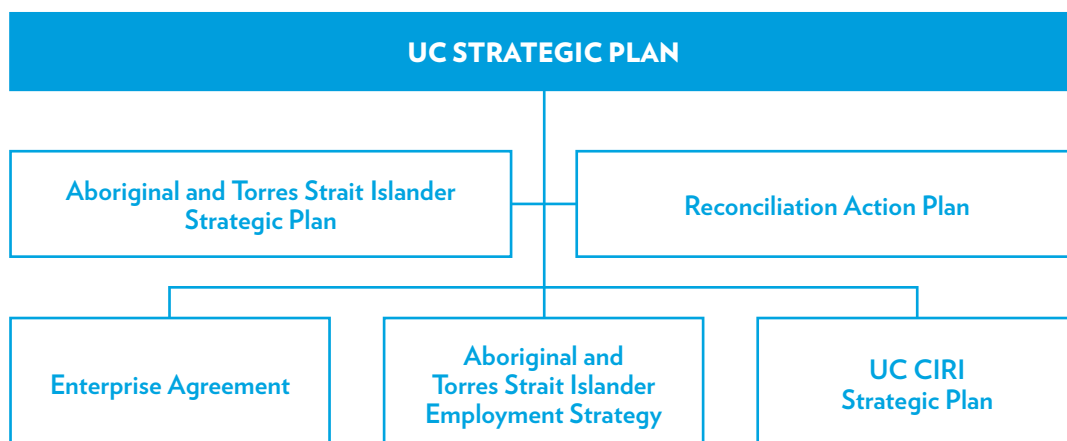 UC STRATEGIC PLAN
Aboriginal and Torres Strait Islander
Strategic Plan
Reconciliation Action Plan
Enterprise Agreement
Aboriginal and
Torres Strait Islander
Employment Strategy
UC CIRI
Strategic Plan